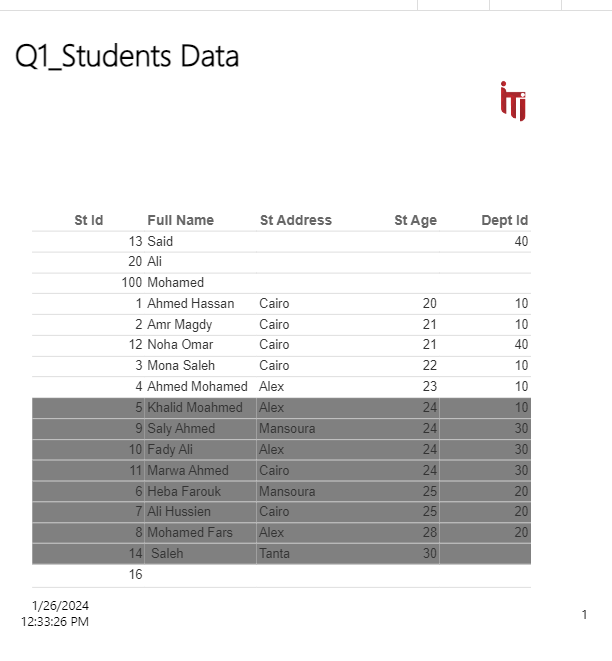 Q1_Students Data
iTi
St Id Full Name St Address St Age Dept Id
13 Said 40
20 Ali
100 Mohamed
1 Ahmed Hassan Cairo 20 10
2 Amr Magdy Cairo 21 10
12 Noha Omar Cairo 21 40
3 Mona Saleh Cairo 22 10
4 Ahmed Mohamed Alex 23 10
5 Khalid Moahmed Alex 24 10
9 Saly Ahmed Mansoura 24 30
10 Fady Ali Alex 24 30
11 Marwa Ahmed Cairo 24 30
6 Heba Farouk Mansoura 25 20
7 Ali Hussien Cairo 25 20
8 Mohamed Fars Alex 28 20
14 Saleh Tanta 30
16
1/26/2024
12:33:26 PM
1